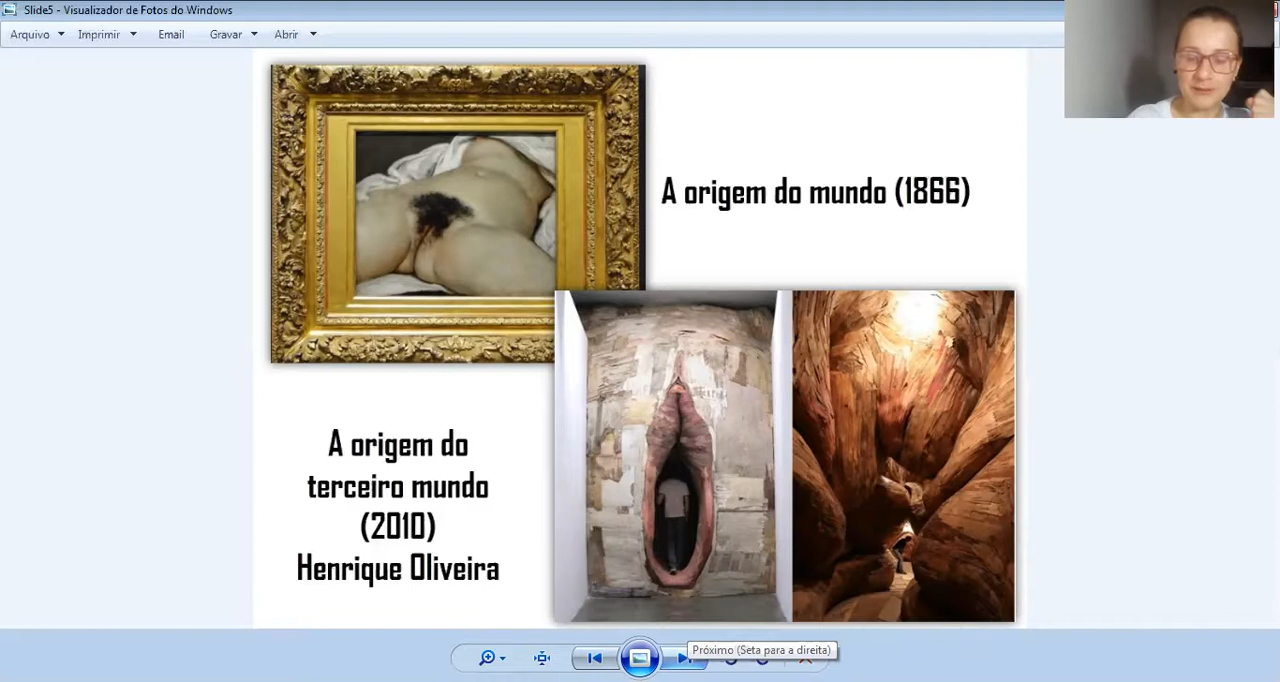 Slide5 - Visualizador de Fotos do Windows
Arquivo Imprimir Email Gravar Abrir
A origem do mundo (1866)
A origem do
terceiro mundo
(2010)
Henrique Oliveira
Próximo (Seta para a direita)